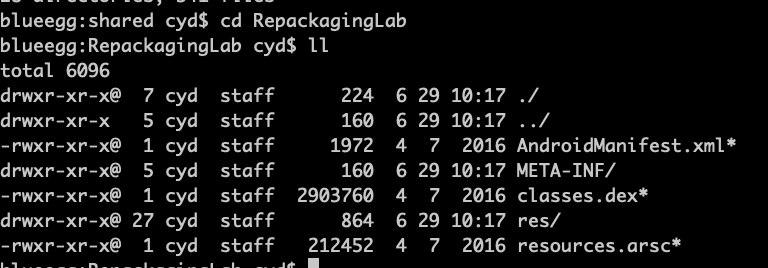 blueegg:shared cyd$ cd RepackagingLab
blueegg:RepackagingLab cyd$ ll
total 6096
drwxr-xr-x@  7 cyd  staff      224  6 29 10:17 ./
drwxr-xr-x   5 cyd  staff      160  6 29 10:17 ../
-rwxr-xr-x@  1 cyd  staff     1972  4  7  2016 AndroidManifest.xml*
drwxr-xr-x@  5 cyd  staff      160  6 29 10:17 META-INF/
-rwxr-xr-x@  1 cyd  staff  2903760  4  7  2016 classes.dex*
drwxr-xr-x@ 27 cyd  staff      864  6 29 10:17 res/
-rwxr-xr-x@  1 cyd  staff   212452  4  7  2016 resources.arsc*
blueegg:RepackagingLab cyd$